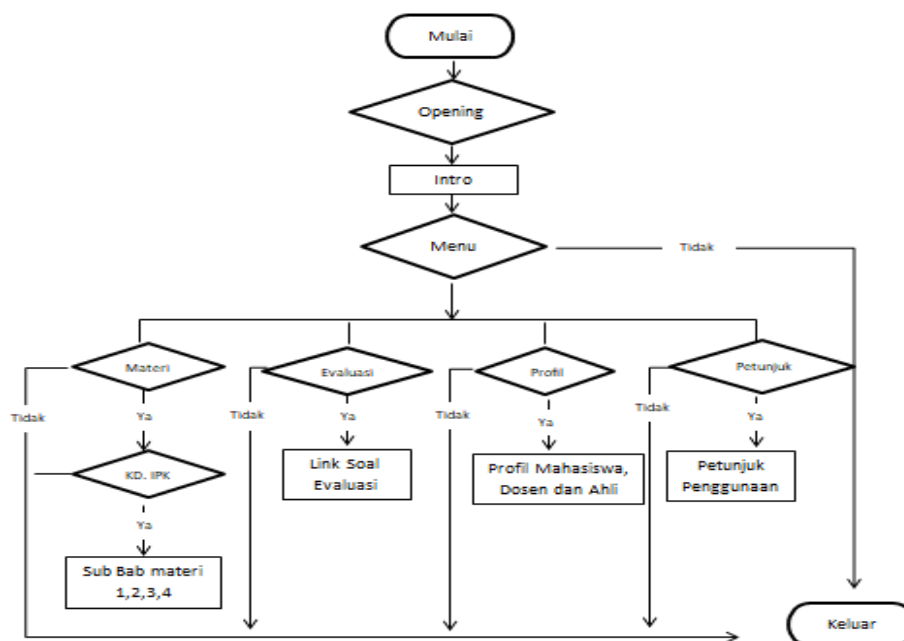 Mulai
Opening
Intro
Menu
Tidak
Materi
Evaluasi
Profil
Petunjuk
Tidak
Ya
Tidak
Ya
Tidak
Ya
Tidak
Ya
KD. IPK
Link Soal
Evaluasi
Profil Mahasiswa,
Dosen dan Ahli
Petunjuk
Penggunaan
Ya
Sub Bab materi
1,2,3,4
Keluar